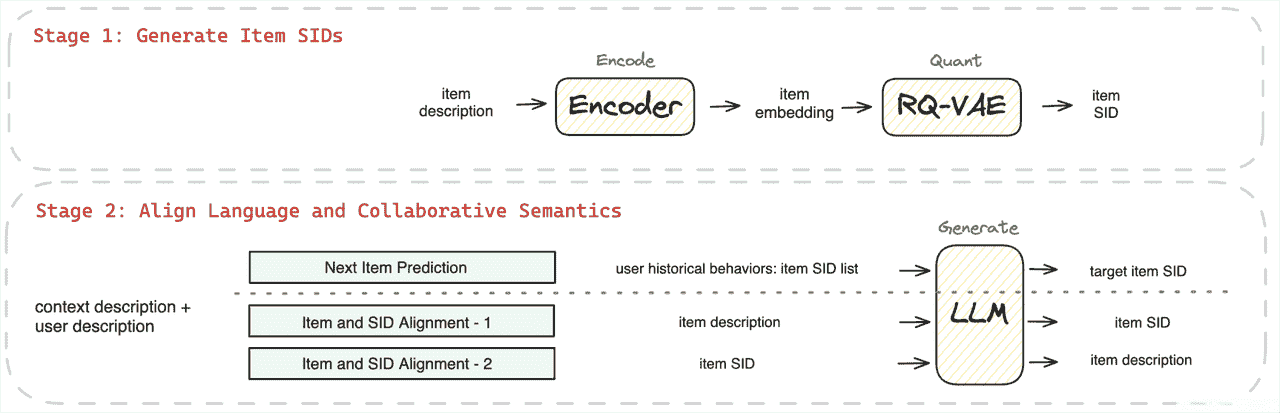 Stage 1: Generate Item SIDs
Encode
Quant
item
description
Encoder
item
embedding
RQ-VAE
item
SID
Stage 2: Align Language and Collaborative Semantics
Generate
Next Item Prediction
user historical behaviors: item SID list
target item SID
context description +
user description
LLM
Item and SID Alignment - 1
item description
item SID
Item and SID Alignment - 2
item SID
item description